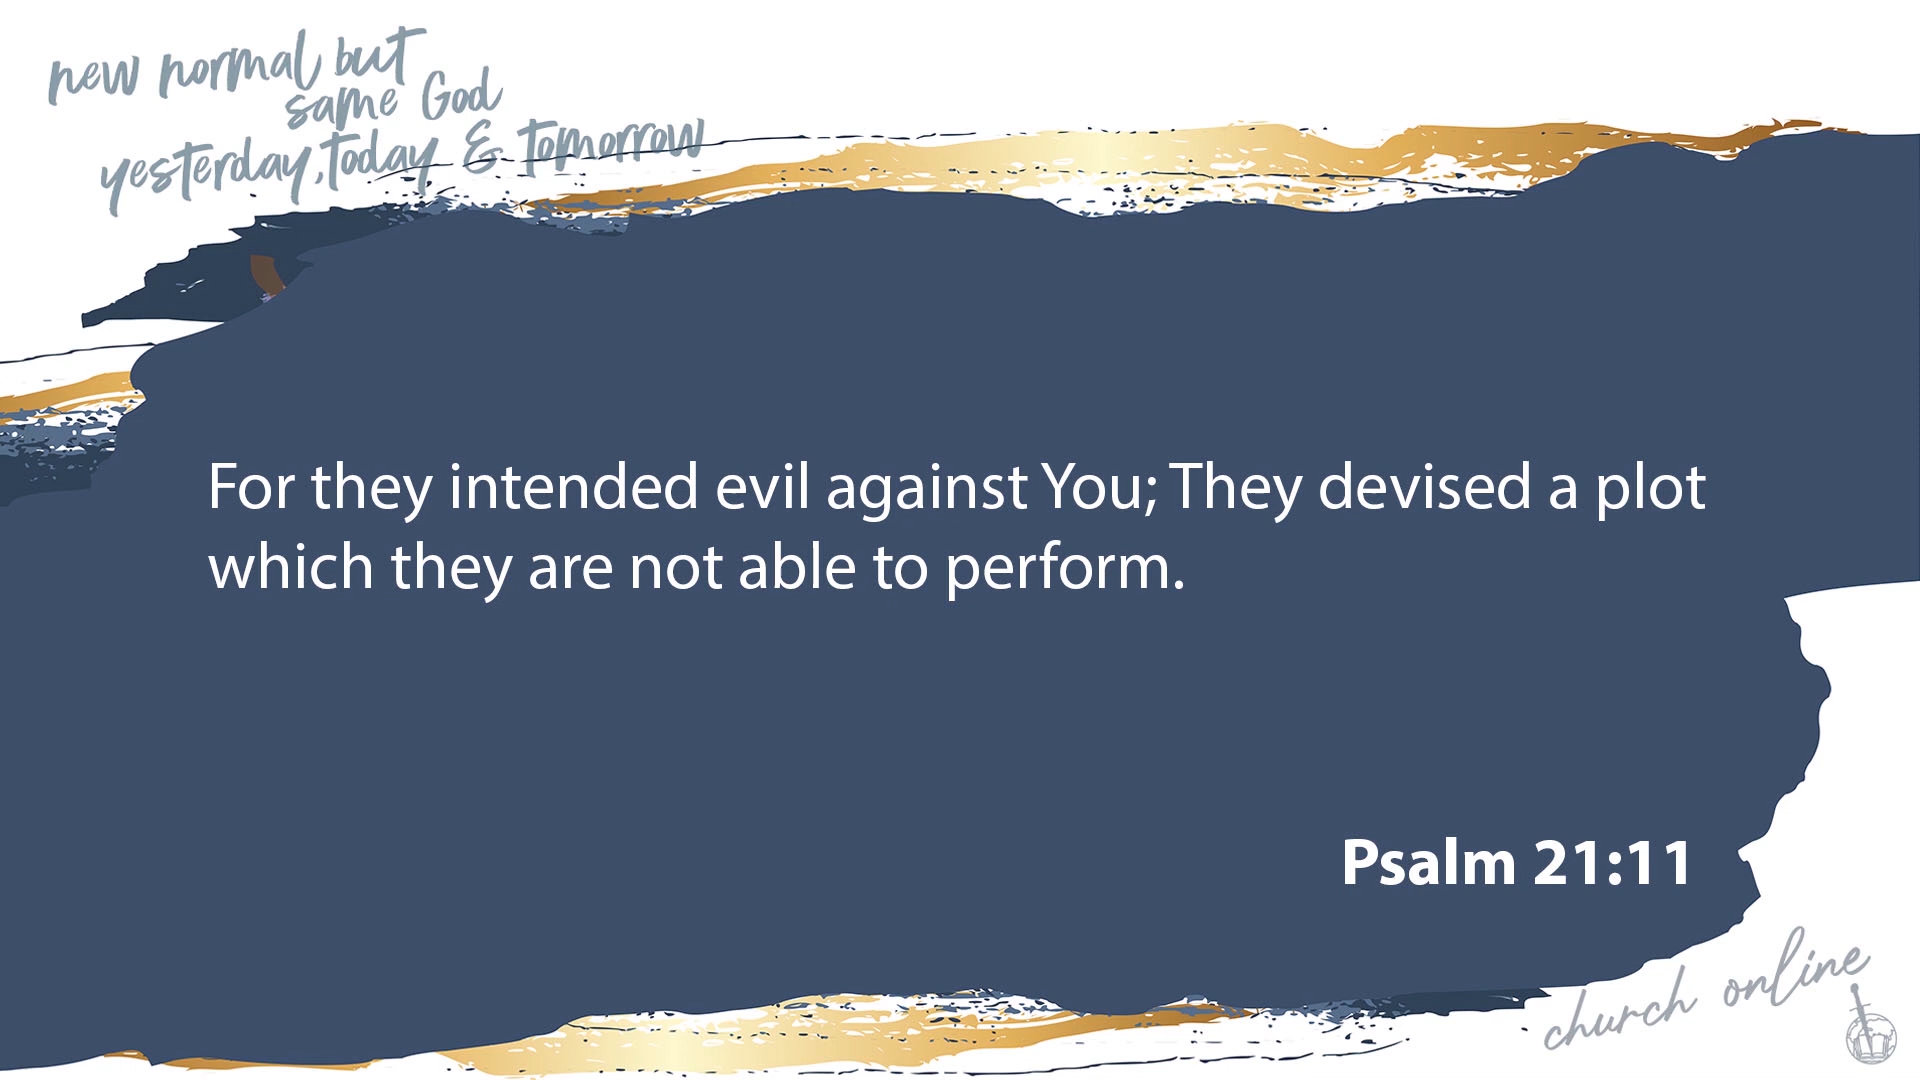 new normal but
same God
yesterday, today & tomorrow
For they intended evil against You; They devised a plot
which they are not able to perform.
Psalm 21:11
church online